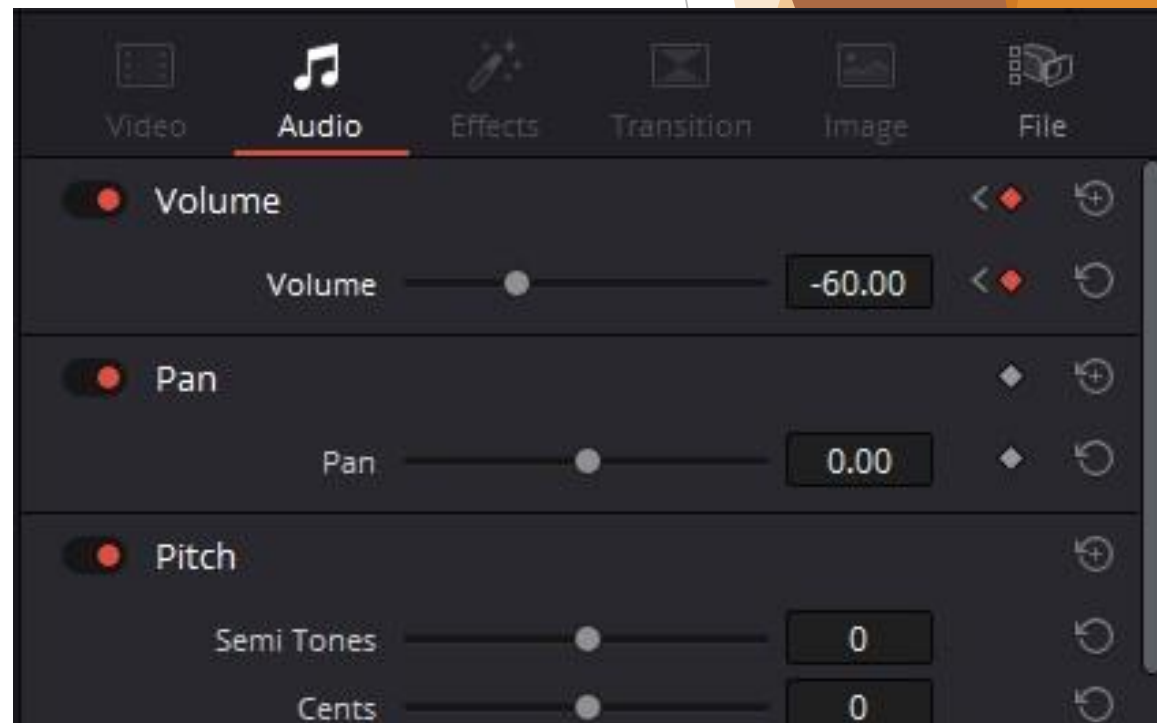 Video Audio Effects Transition Image File
Volume
Volume -60.00
Pan
Pan 0.00
Pitch
Semi Tones 0
Cents 0